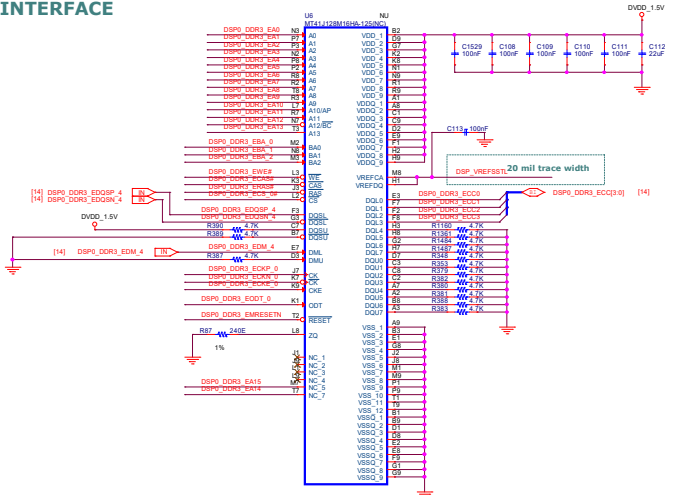 INTERFACE
U6
MT41J128M16HA-125(NC)
NU
DVDD_1.5V
DSP0_DDR3_EA0 N3 A0
DSP0_DDR3_EA1 P7 A1
DSP0_DDR3_EA2 P3 A2
DSP0_DDR3_EA3 N2 A3
DSP0_DDR3_EA4 P8 A4
DSP0_DDR3_EA5 P2 A5
DSP0_DDR3_EA6 R8 A6
DSP0_DDR3_EA7 R2 A7
DSP0_DDR3_EA8 T8 A8
DSP0_DDR3_EA9 R3 A9
DSP0_DDR3_EA10 L7 A10/AP
DSP0_DDR3_EA11 R7 A11
DSP0_DDR3_EA12 N7 A12/BC
DSP0_DDR3_EA13 T3 A13
DSP0_DDR3_EBA_0 M2 BA0
DSP0_DDR3_EBA_1 N8 BA1
DSP0_DDR3_EBA_2 M3 BA2
DSP0_DDR3_EWE# L3 WE
DSP0_DDR3_ECAS# K3 CAS
DSP0_DDR3_ERAS# J3 RAS
DSP0_DDR3_ECS_0# L2 CS
[14] DSP0_DDR3_EDQSP_4 IN F3 DQSL
[14] DSP0_DDR3_EDQSN_4 IN G3 DQSL
DVDD_1.5V
DSP0_DDR3_EDQSP_4
DSP0_DDR3_EDQSN_4
R390 4.7K C7 DQSU
R389 4.7K B7 DQSU
[14] DSP0_DDR3_EDM_4 IN DSP0_DDR3_EDM_4 E7 DML
R387 4.7K D3 DMU
DSP0_DDR3_ECKP_0 J7 CK
DSP0_DDR3_ECKN_0 K7 CK
DSP0_DDR3_ECKE_0 K9 CKE
DSP0_DDR3_EODT_0 K1 ODT
DSP0_DDR3_EMRESETN T2 RESET
R87 240E L8 ZQ
1%
J1 NC_1
NC_2
NC_3
NC_4
DSP0_DDR3_EA15 M7 NC_5
DSP0_DDR3_EA14 T7 NC_7
VDD_1 B2
VDD_2 D9
VDD_3 G7
VDD_4 K2
VDD_5 K8
VDD_6 N1
VDD_7 N9
VDD_8 R1
VDD_9 R9
VDDQ_1 A1
VDDQ_2 A8
VDDQ_3 C1
VDDQ_4 C9
VDDQ_5 D2
VDDQ_6 E9
VDDQ_7 F1
VDDQ_8 H2
VDDQ_9 H9
C1529 100nF
C108 100nF
C109 100nF
C110 100nF
C111 100nF
C112 22uF
C113 100nF
VREFCA M8
VREFDQ H1
DSP_VREFSSTL
20 mil trace width
DQL0 E3 DSP0_DDR3_ECC0
DQL1 F7 DSP0_DDR3_ECC1
DQL2 F2 DSP0_DDR3_ECC2
DQL3 F8 DSP0_DDR3_ECC3
DSP0_DDR3_ECC[3:0] [14]
DQL4 H3 R1160 4.7K
DQL5 H8 R1361 4.7K
DQL6 G2 R1484 4.7K
DQL7 H7 R1487 4.7K
DQU0 D7 R348 4.7K
DQU1 C3 R353 4.7K
DQU2 C8 R379 4.7K
DQU3 C2 R382 4.7K
DQU4 A7 R380 4.7K
DQU5 A2 R381 4.7K
DQU6 B8 R388 4.7K
DQU7 A3 R383 4.7K
VSS_1 A9
VSS_2 B3
VSS_3 E1
VSS_4 G8
VSS_5 J2
VSS_6 J8
VSS_7 M1
VSS_8 M9
VSS_9 P1
VSS_10 P9
VSS_11 T1
VSS_12 T9
VSSQ_1 B1
VSSQ_2 B9
VSSQ_3 D1
VSSQ_4 D8
VSSQ_5 E2
VSSQ_6 E8
VSSQ_7 F9
VSSQ_8 G1
VSSQ_9 G9